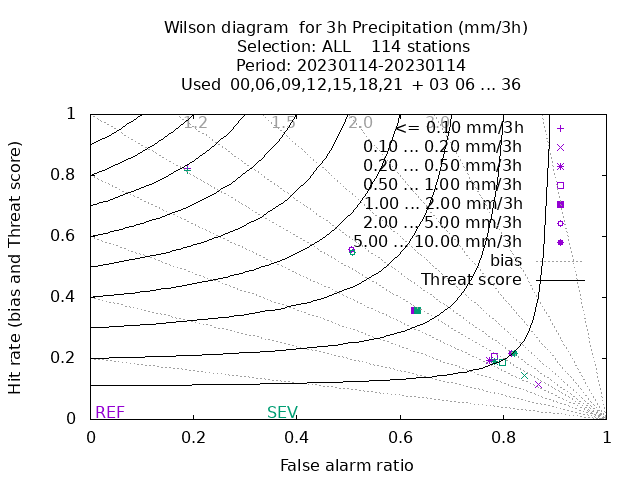 Wilson diagram  for 3h Precipitation (mm/3h)
Selection: ALL    114 stations
Period: 20230114-20230114
Used  00,06,09,12,15,18,21  + 03 06 ... 36
1.2 1.5 2.0 3.0
<= 0.10 mm/3h
0.10 ... 0.20 mm/3h
0.20 ... 0.50 mm/3h
0.50 ... 1.00 mm/3h
1.00 ... 2.00 mm/3h
2.00 ... 5.00 mm/3h
5.00 ... 10.00 mm/3h
bias
Threat score
1
0.8
0.6
0.4
0.2
0
Hit rate (bias and Threat score)
REF SEV
0 0.2 0.4 0.6 0.8 1
False alarm ratio